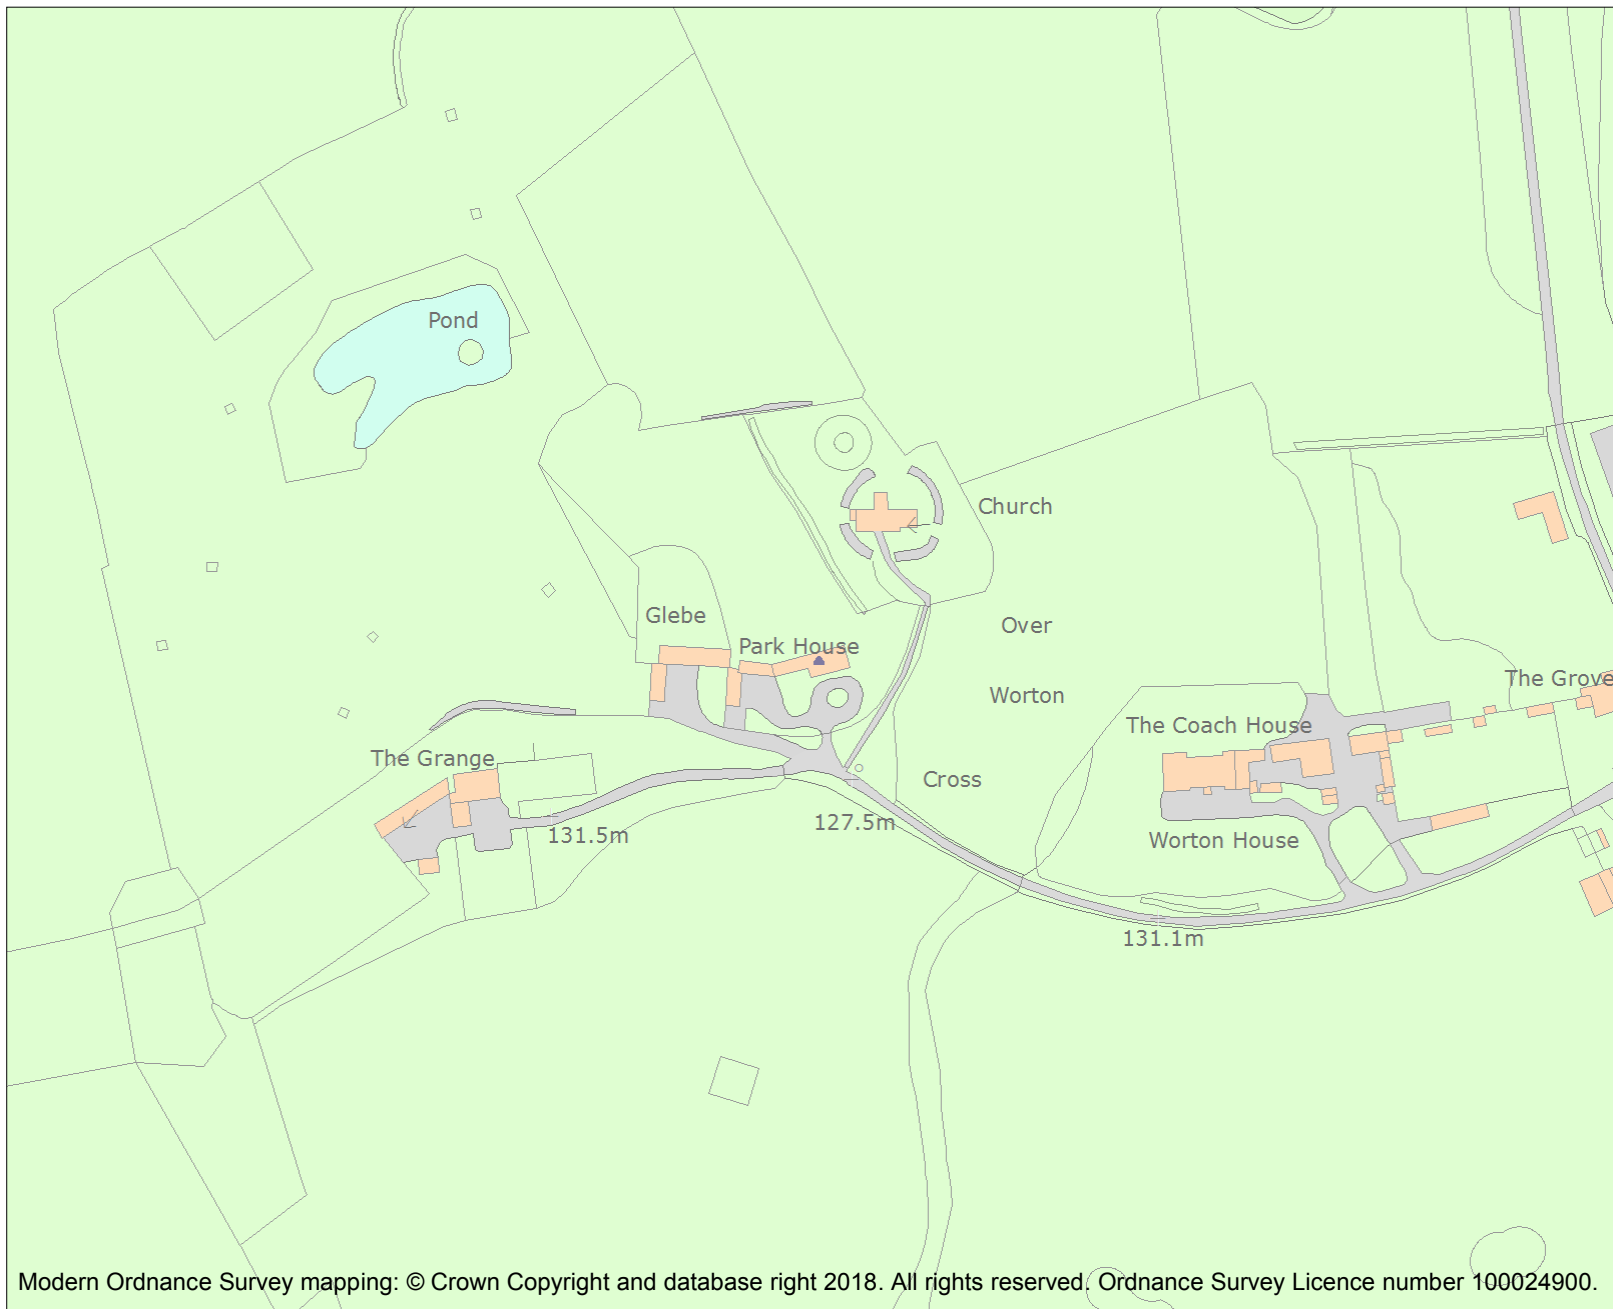 Pond
Church
Glebe
Over
Park House
The Grove
Worton
The Coach House
The Grange
Cross
127.5m
131.5m
Worton House
131.1m
Modern Ordnance Survey mapping: © Crown Copyright and database right 2018. All rights reserved. Ordnance Survey Licence number 100024900.